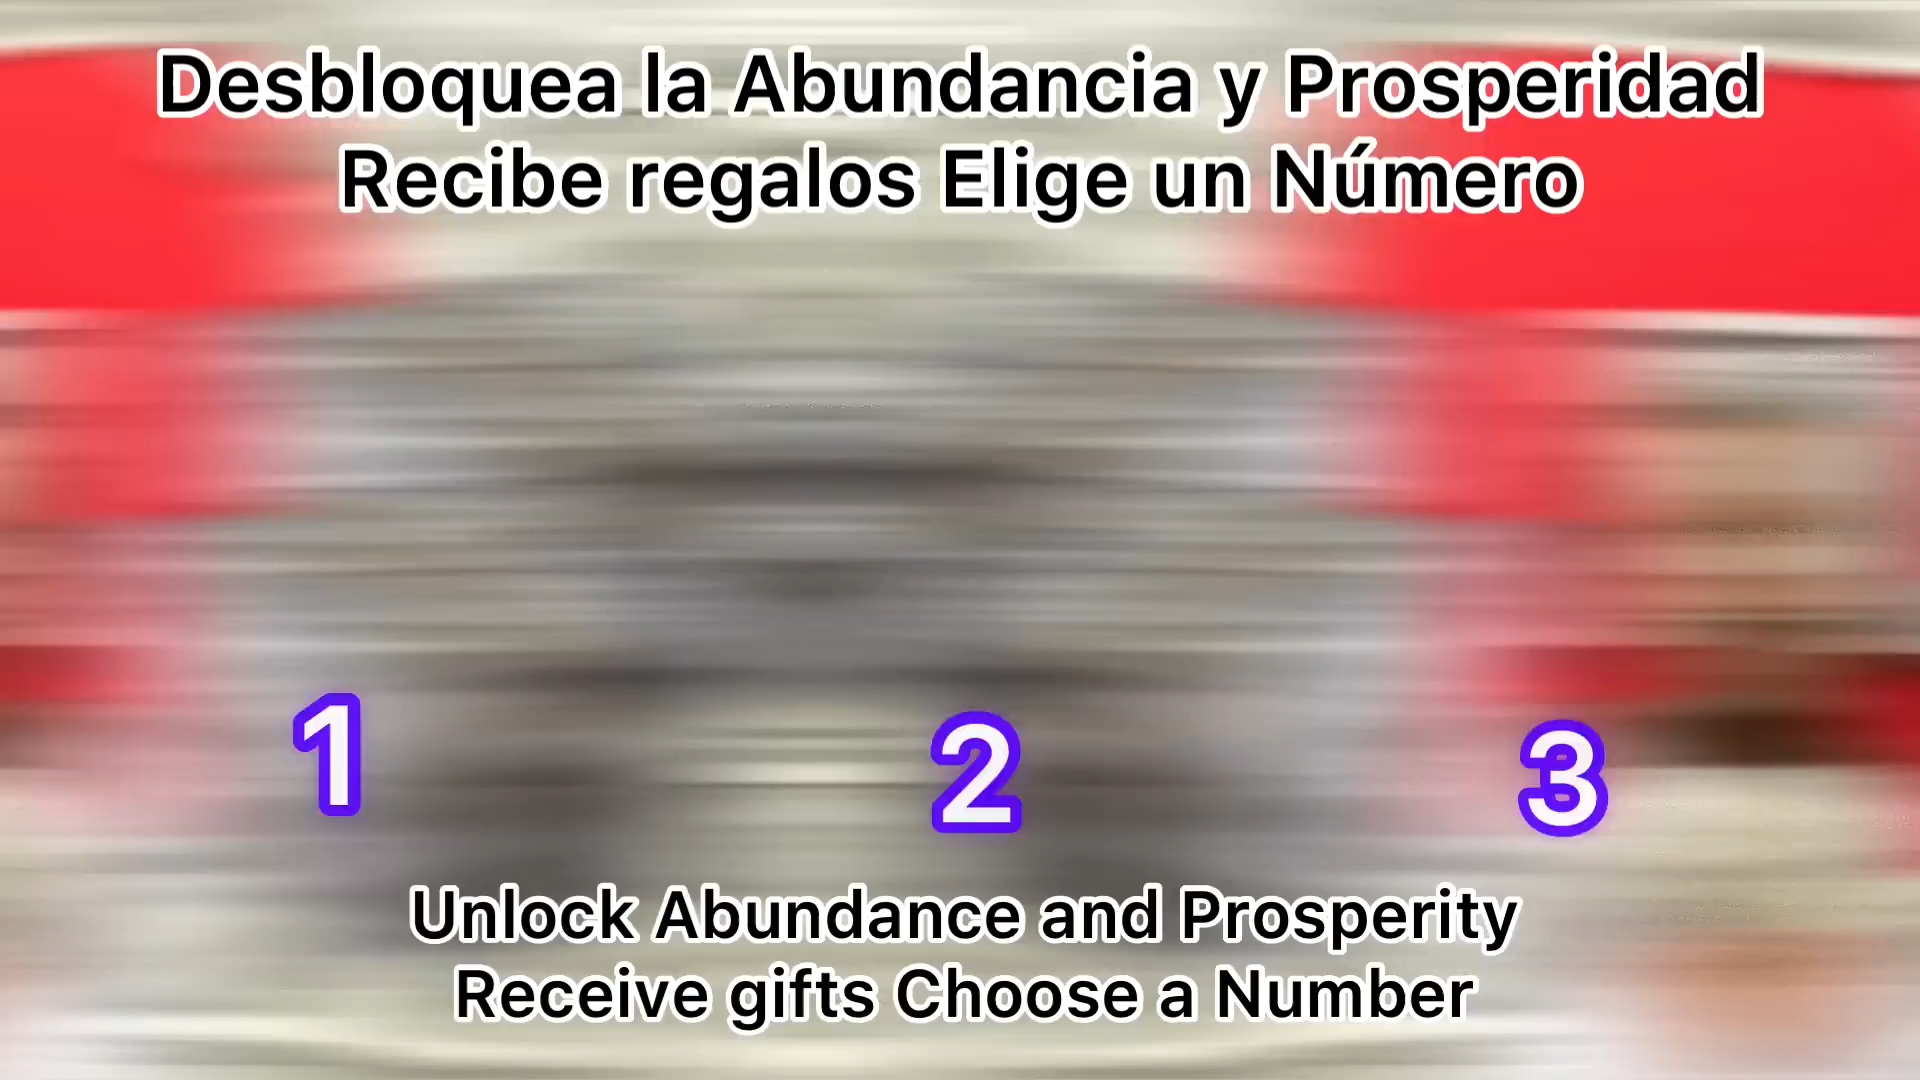 Desbloquea la Abundancia y Prosperidad
Recibe regalos Elige un Número
1 2 3
Unlock Abundance and Prosperity
Receive gifts Choose a Number